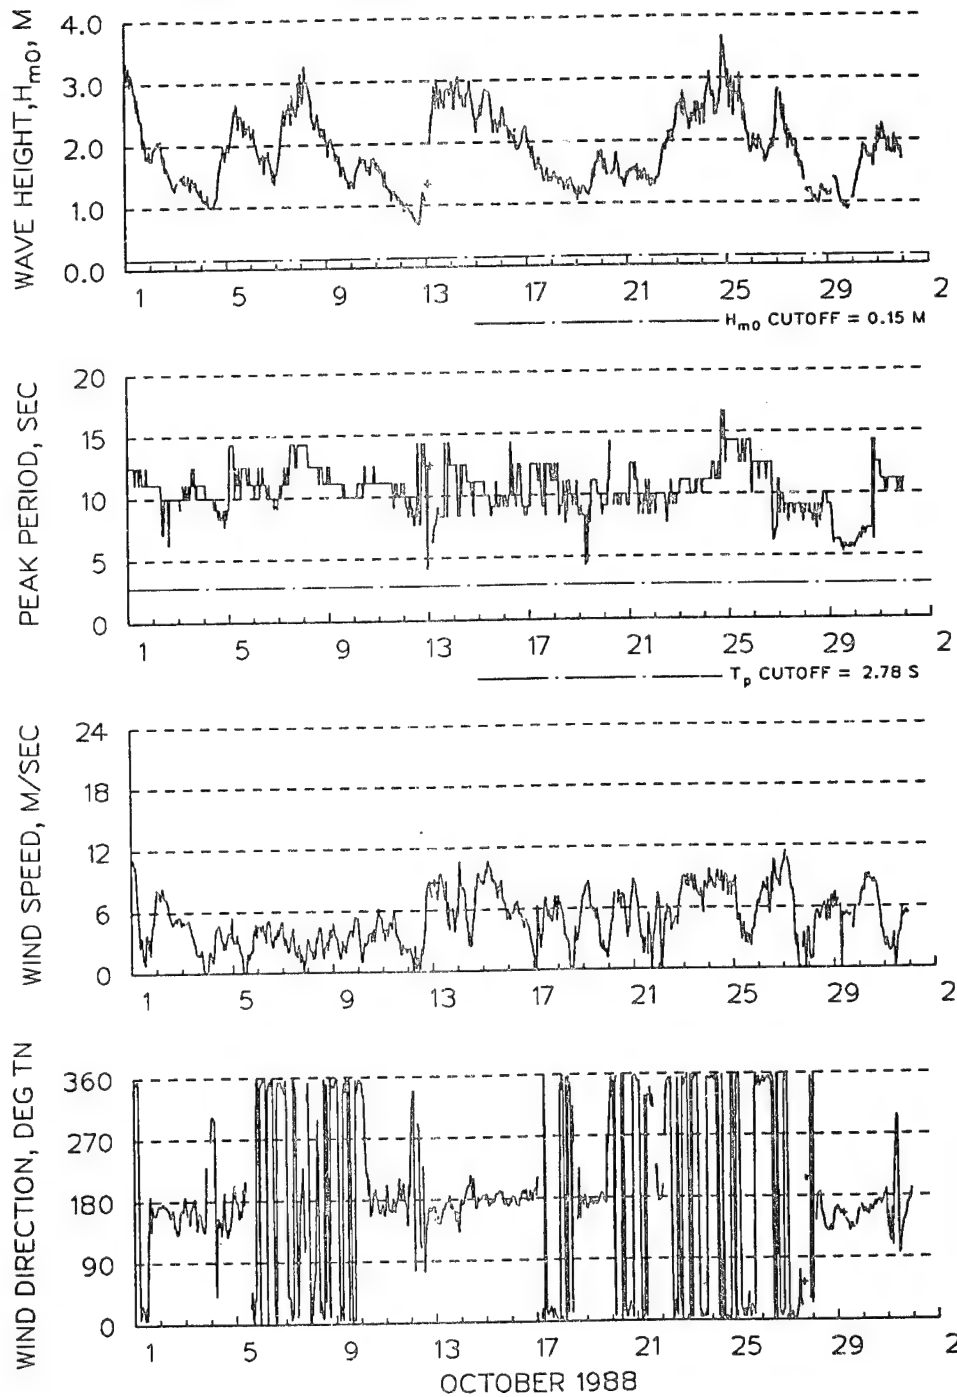 WAVE HEIGHT, Hmo, M
4.0
3.0
2.0
1.0
0.0
1 5 9 13 17 21 25 29 2
Hmo CUTOFF = 0.15 M
PEAK PERIOD, SEC
20
15
10
5
0
1 5 9 13 17 21 25 29 2
Tp CUTOFF = 2.78 S
WIND SPEED, M/SEC
24
18
12
6
0
1 5 9 13 17 21 25 29 2
WIND DIRECTION, DEG TN
360
270
180
90
0
1 5 9 13 17 21 25 29 2
OCTOBER 1988